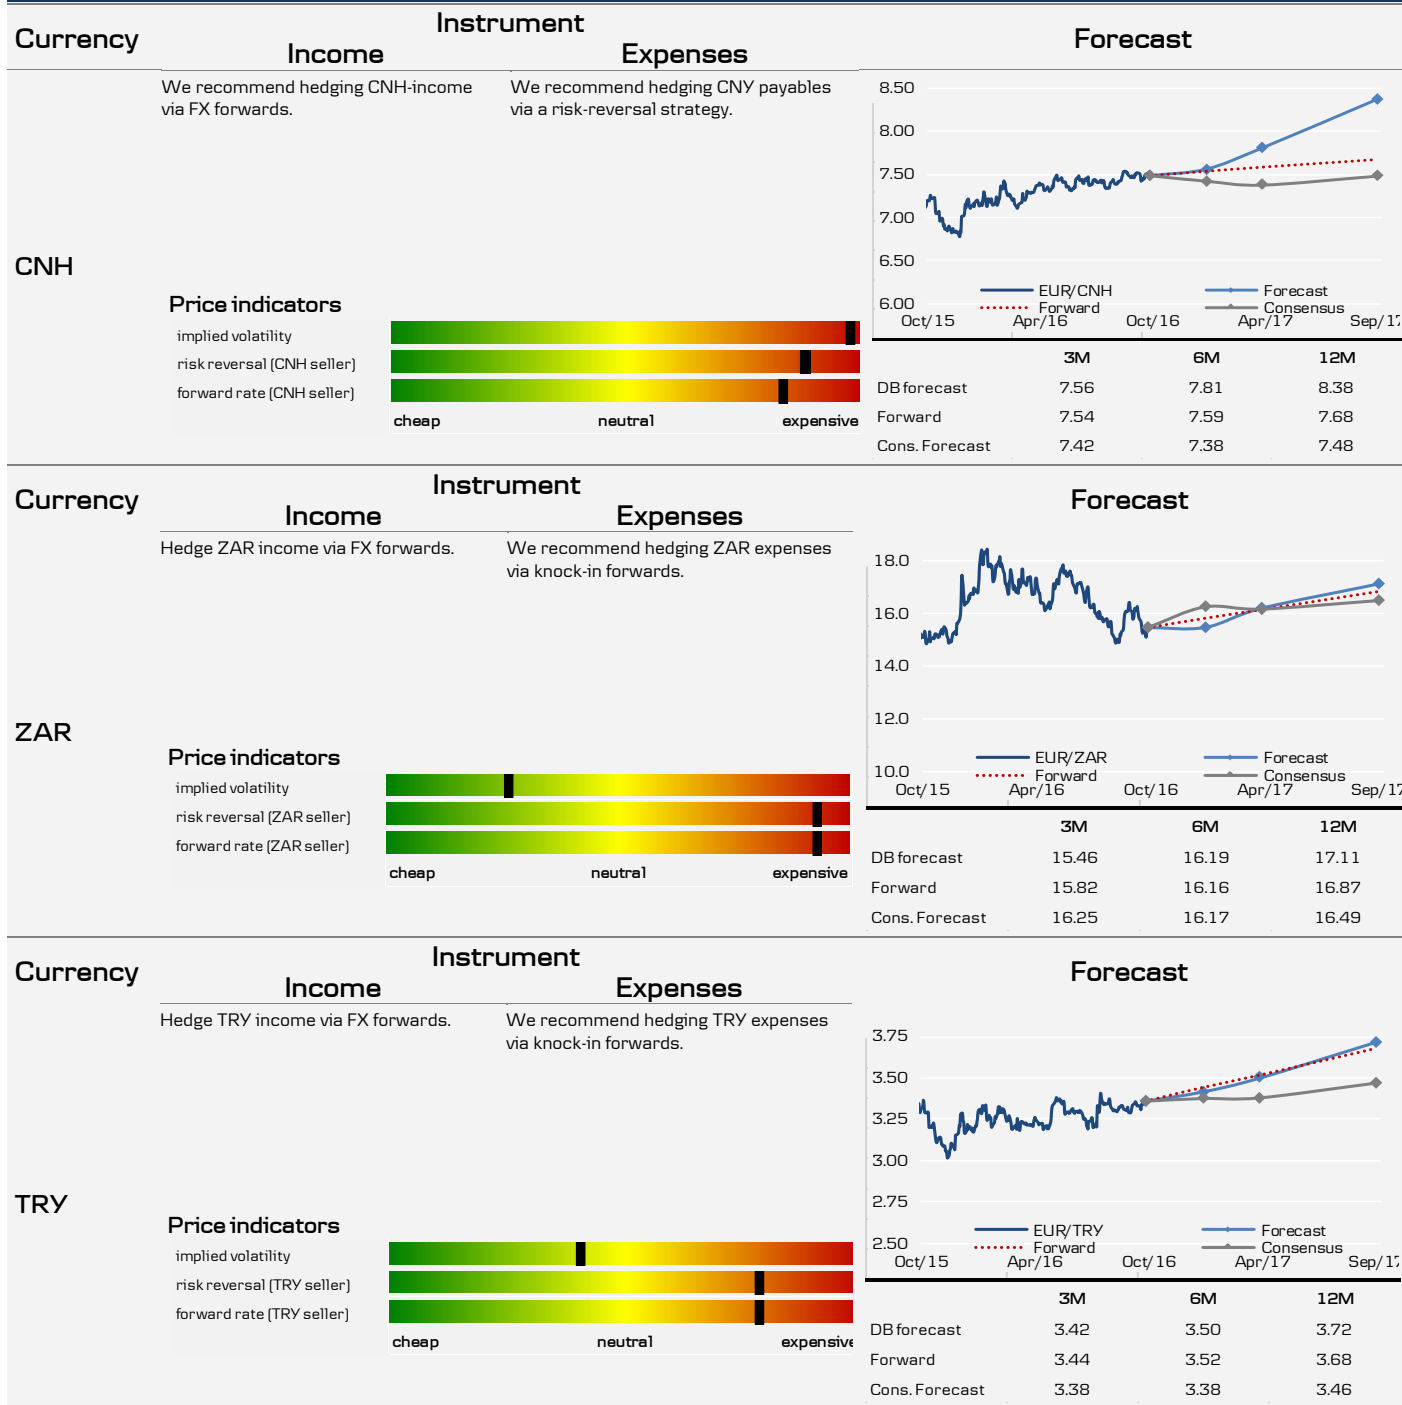 Currency
Instrument
Income
Expenses
Forecast
We recommend hedging CNH-income
via FX forwards.
We recommend hedging CNY payables
via a risk-reversal strategy.
CNH
Price indicators
implied volatility
risk reversal (CNH seller)
forward rate (CNH seller)
cheap
neutral
expensive
8.50
8.00
7.50
7.00
6.50
6.00
EUR/CNH
Forecast
Forward
Consensus
Oct/15
Apr/16
Oct/16
Apr/17
Sep/17
3M 6M 12M
DB forecast 7.56 7.81 8.38
Forward 7.54 7.59 7.68
Cons. Forecast 7.42 7.38 7.48
Currency
Instrument
Income
Expenses
Forecast
Hedge ZAR income via FX forwards.
We recommend hedging ZAR expenses
via knock-in forwards.
ZAR
Price indicators
implied volatility
risk reversal (ZAR seller)
forward rate (ZAR seller)
cheap
neutral
expensive
18.0
16.0
14.0
12.0
10.0
EUR/ZAR
Forecast
Forward
Consensus
Oct/15
Apr/16
Oct/16
Apr/17
Sep/17
3M 6M 12M
DB forecast 15.46 16.19 17.11
Forward 15.82 16.16 16.87
Cons. Forecast 16.25 16.17 16.49
Currency
Instrument
Income
Expenses
Forecast
Hedge TRY income via FX forwards.
We recommend hedging TRY expenses
via knock-in forwards.
TRY
Price indicators
implied volatility
risk reversal (TRY seller)
forward rate (TRY seller)
cheap
neutral
expensive
3.75
3.50
3.25
3.00
2.75
2.50
EUR/TRY
Forecast
Forward
Consensus
Oct/15
Apr/16
Oct/16
Apr/17
Sep/17
3M 6M 12M
DB forecast 3.42 3.50 3.72
Forward 3.44 3.52 3.68
Cons. Forecast 3.38 3.38 3.46